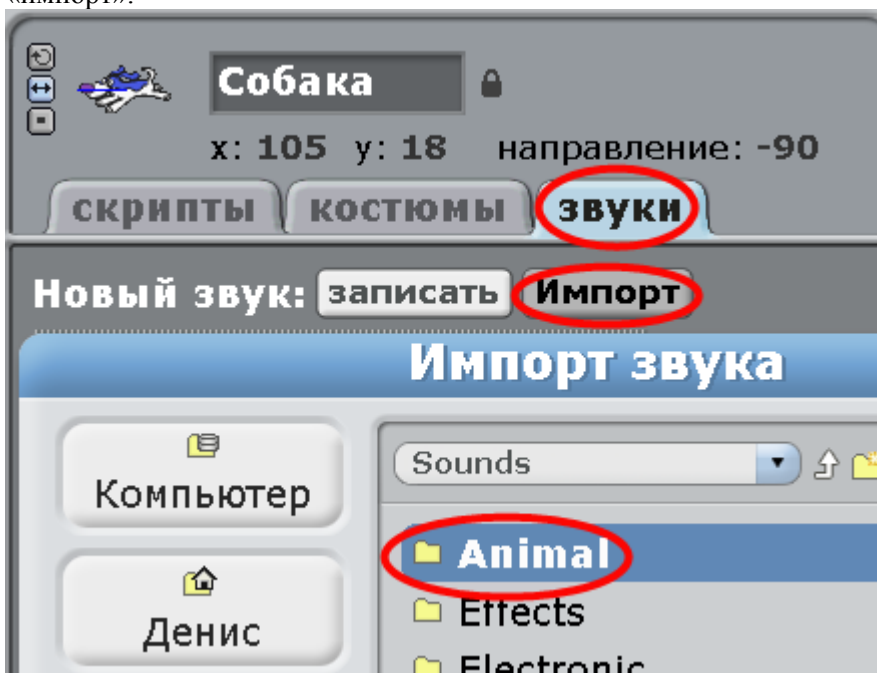 «импорт».
Собака
x: 105 y: 18 направление: -90
скрипты костюмы звуки
Новый звук: записать Импорт
Импорт звука
Sounds
Компьютер
Animal
Effects
Денис
Electronic